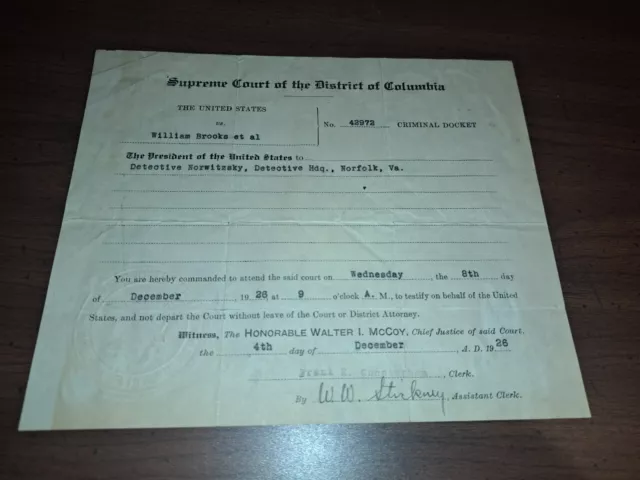 Supreme Court of the District of Columbia
THE UNITED STATES
vs.
William Brooks et al
No. 42972 CRIMINAL DOCKET
The President of the United States to
Detective Norwitzsky, Detective Hdq., Norfolk, Va.
You are hereby commanded to attend the said court on Wednesday the 8th day
of December 1926 at 9 o'clock A. M., to testify on behalf of the United
States, and not depart the Court without leave of the Court or District Attorney.
Witness, The HONORABLE WALTER I. McCOY, Chief Justice of said Court,
the 4th day of December A. D. 1926
Frank E. Cunningham, Clerk.
By W. W. Stickney, Assistant Clerk.